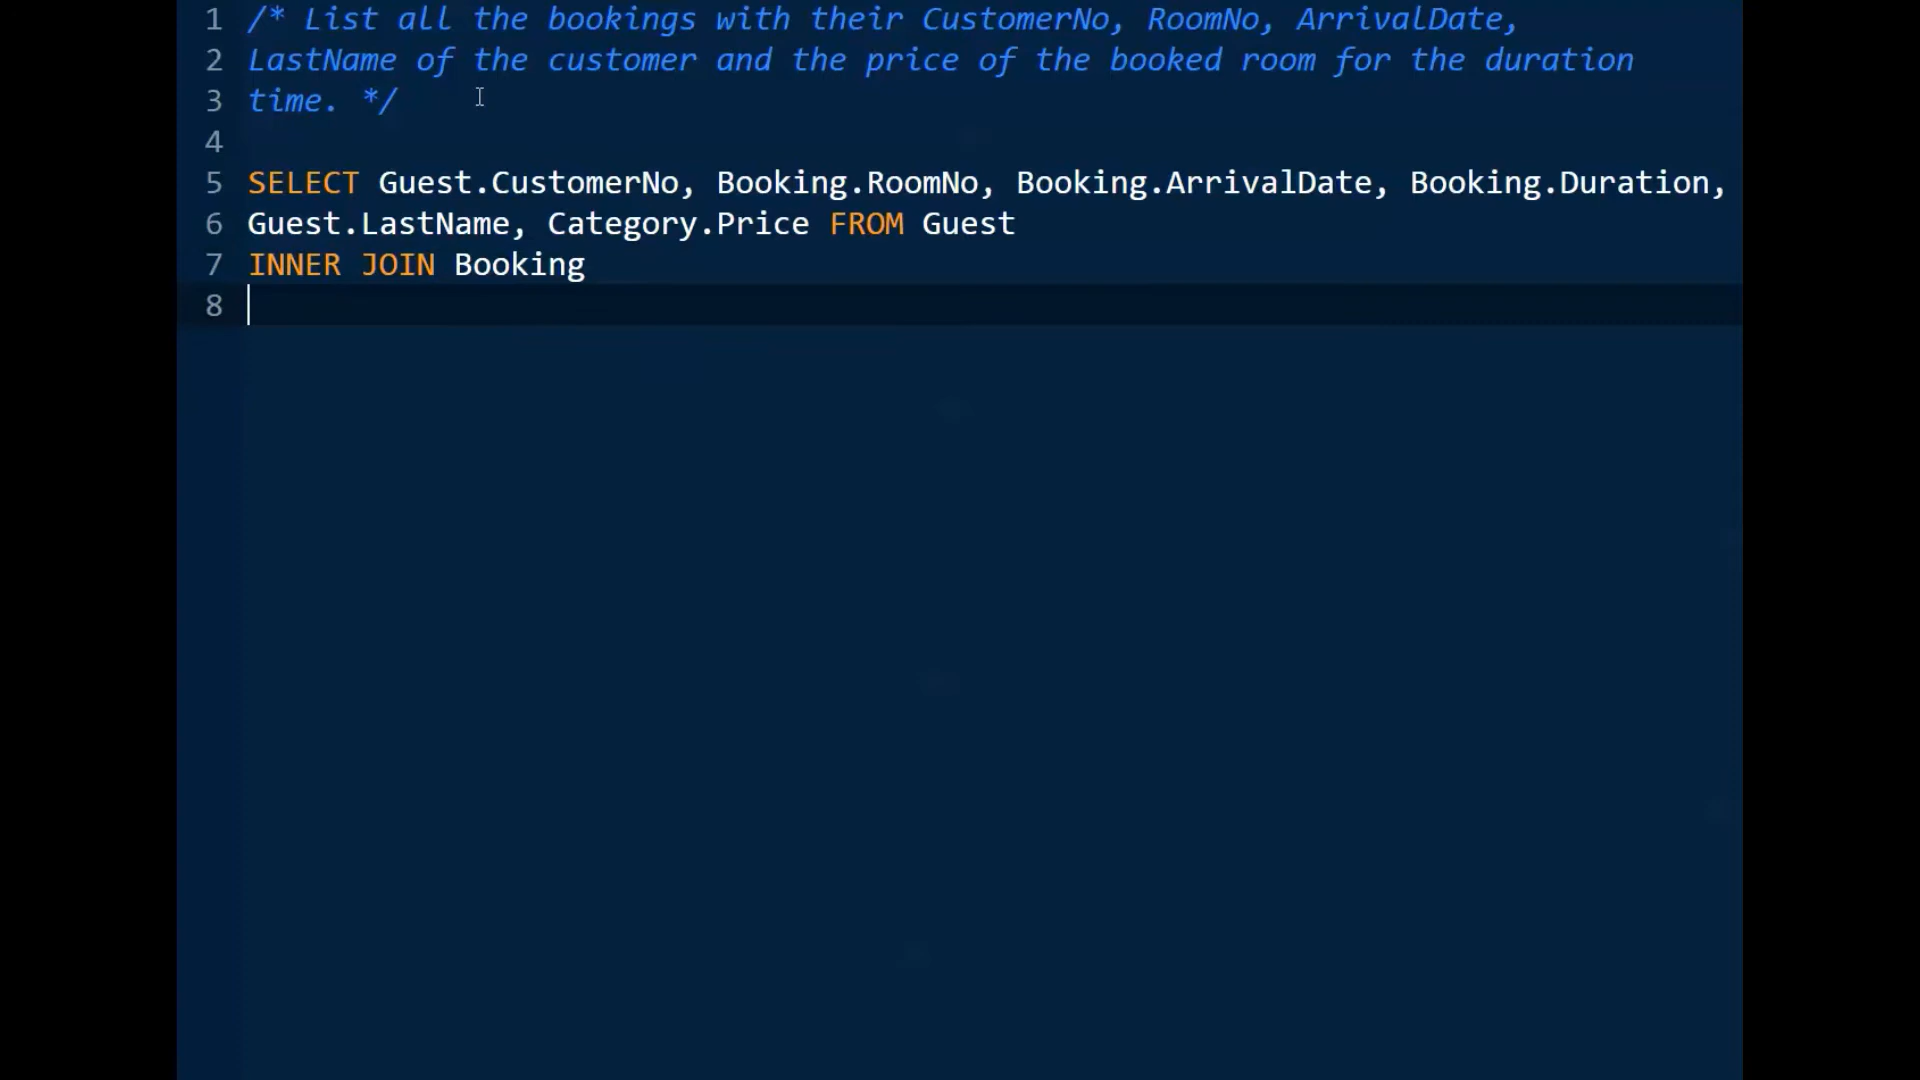 1 /* List all the bookings with their CustomerNo, RoomNo, ArrivalDate,
2 LastName of the customer and the price of the booked room for the duration
3 time. */
4
5 SELECT Guest.CustomerNo, Booking.RoomNo, Booking.ArrivalDate, Booking.Duration,
6 Guest.LastName, Category.Price FROM Guest
7 INNER JOIN Booking
8